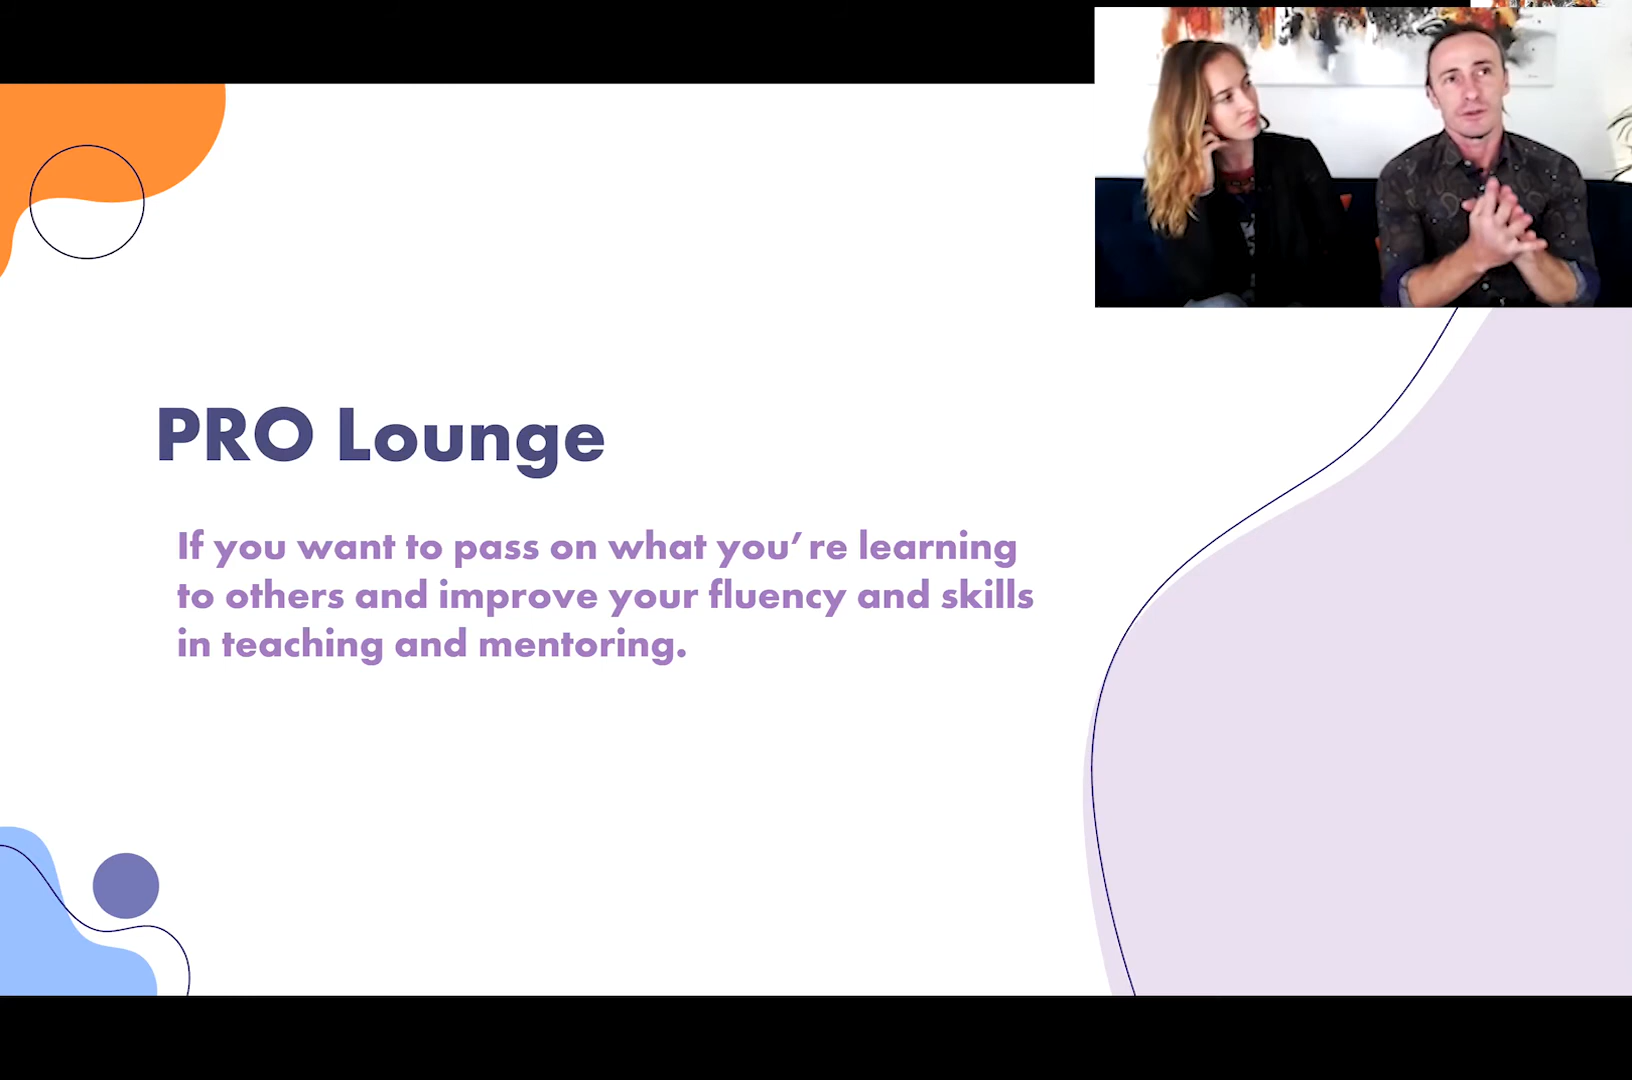 PRO Lounge
If you want to pass on what you’re learning
to others and improve your fluency and skills
in teaching and mentoring.